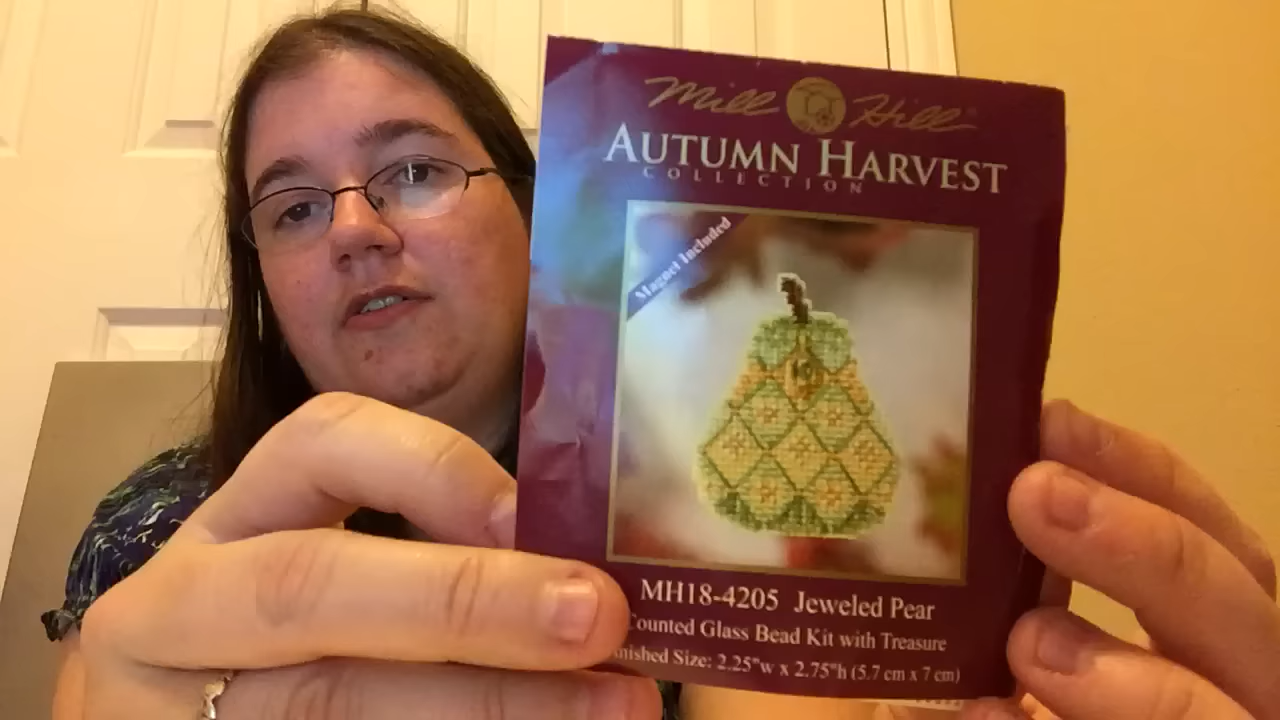 Mill Hill®
AUTUMN HARVEST
COLLECTION
Magnet Included
MH18-4205 Jeweled Pear
Counted Glass Bead Kit with Treasure
Finished Size: 2.25"w x 2.75"h (5.7 cm x 7 cm)